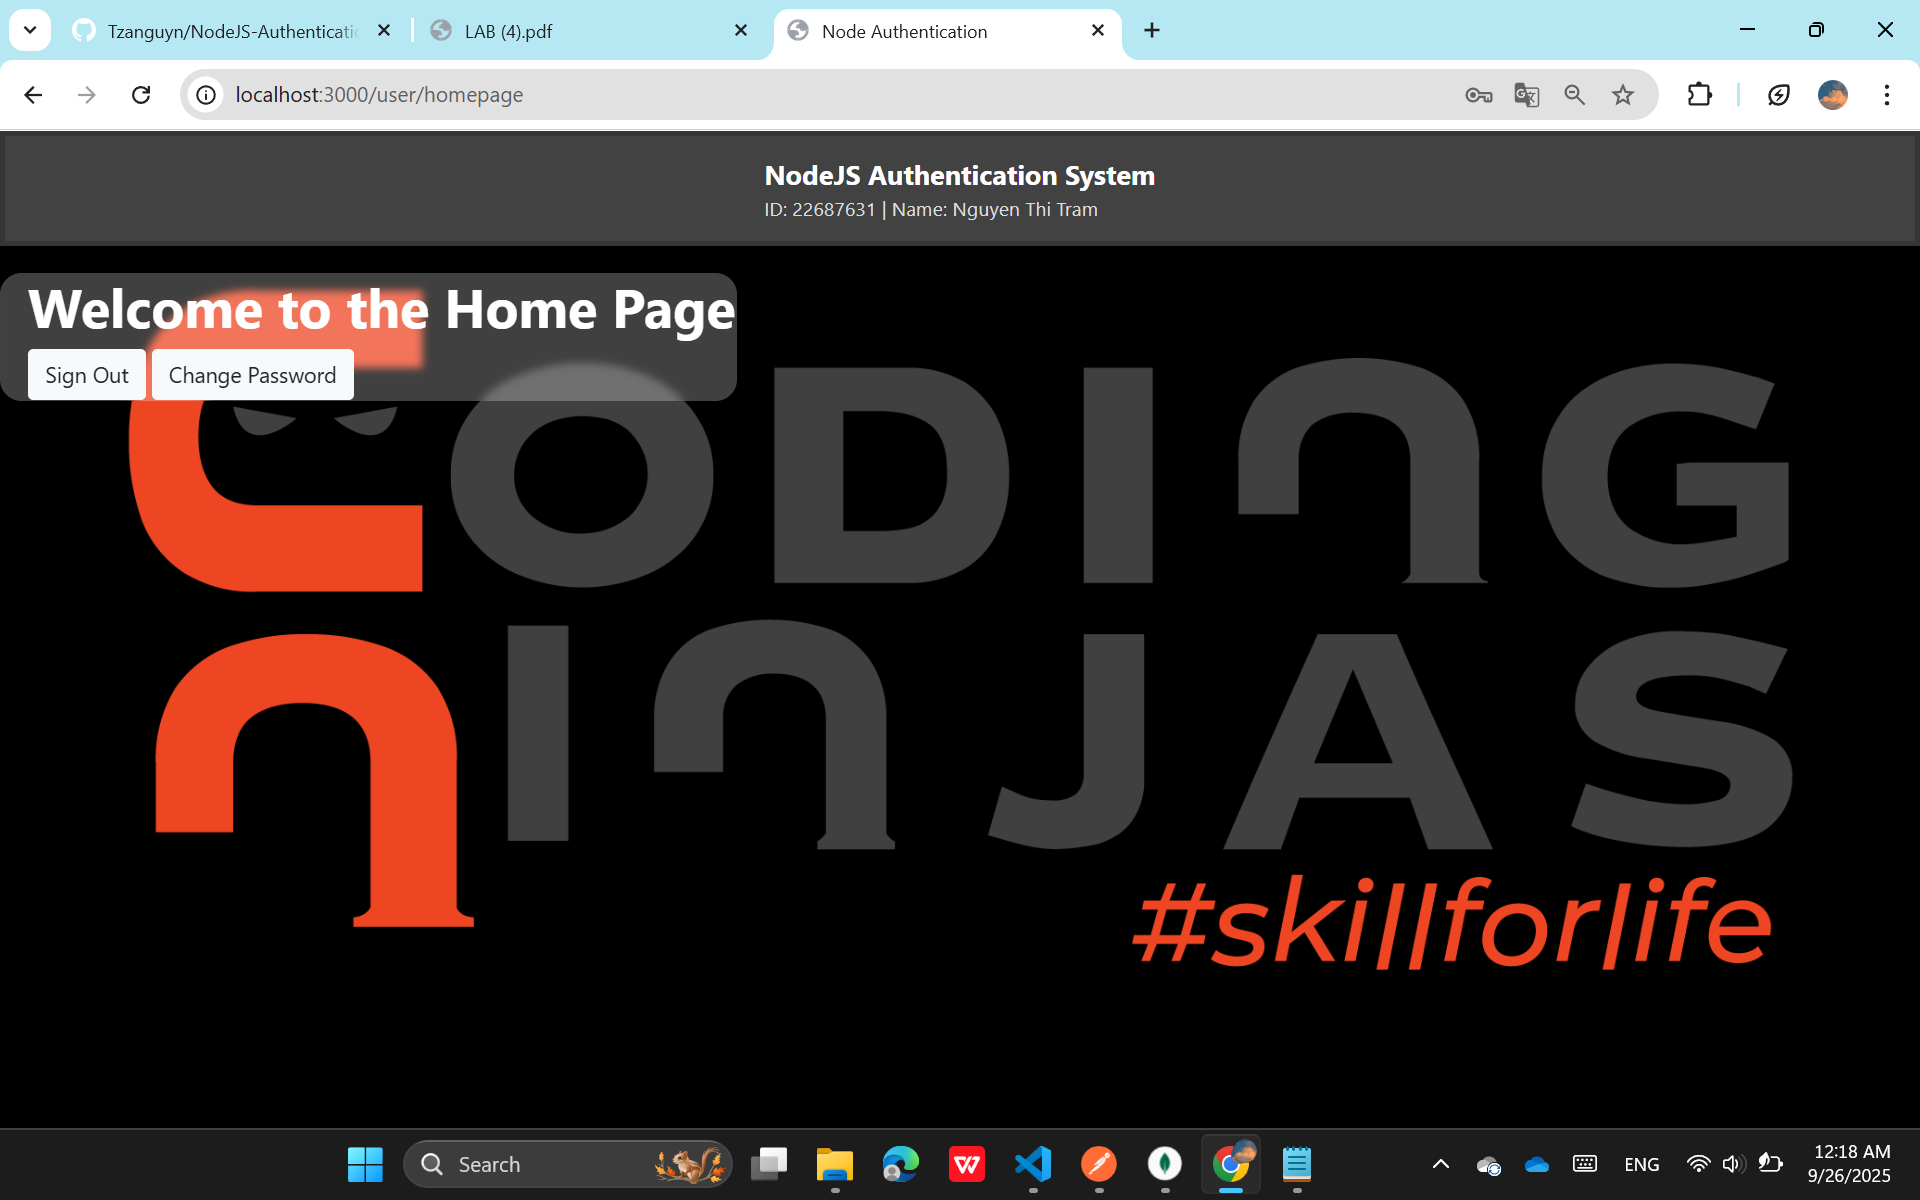 Tzanguyn/NodeJS-Authenticatio
LAB (4).pdf
Node Authentication
localhost:3000/user/homepage
NodeJS Authentication System
ID: 22687631 | Name: Nguyen Thi Tram
Welcome to the Home Page
Sign Out
Change Password
CODING
NINJAS
#skillforlife
Search
ENG
12:18 AM
9/26/2025